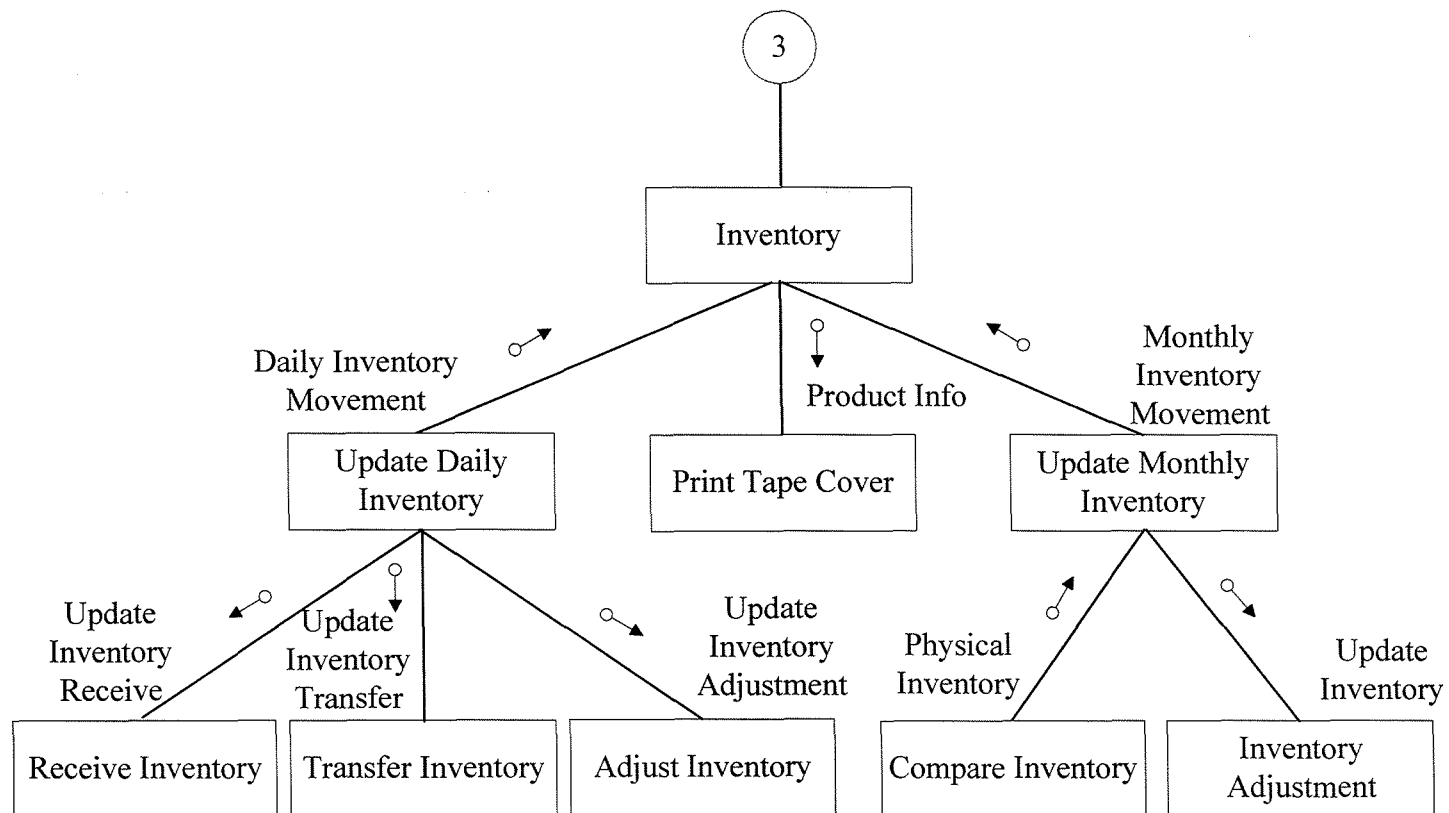 3
Inventory
Daily Inventory
Movement
Product Info
Monthly
Inventory
Movement
Update Daily
Inventory
Print Tape Cover
Update Monthly
Inventory
Update
Inventory
Receive
Update
Inventory
Transfer
Update
Inventory
Adjustment
Physical
Inventory
Update
Inventory
Receive Inventory
Transfer Inventory
Adjust Inventory
Compare Inventory
Inventory
Adjustment